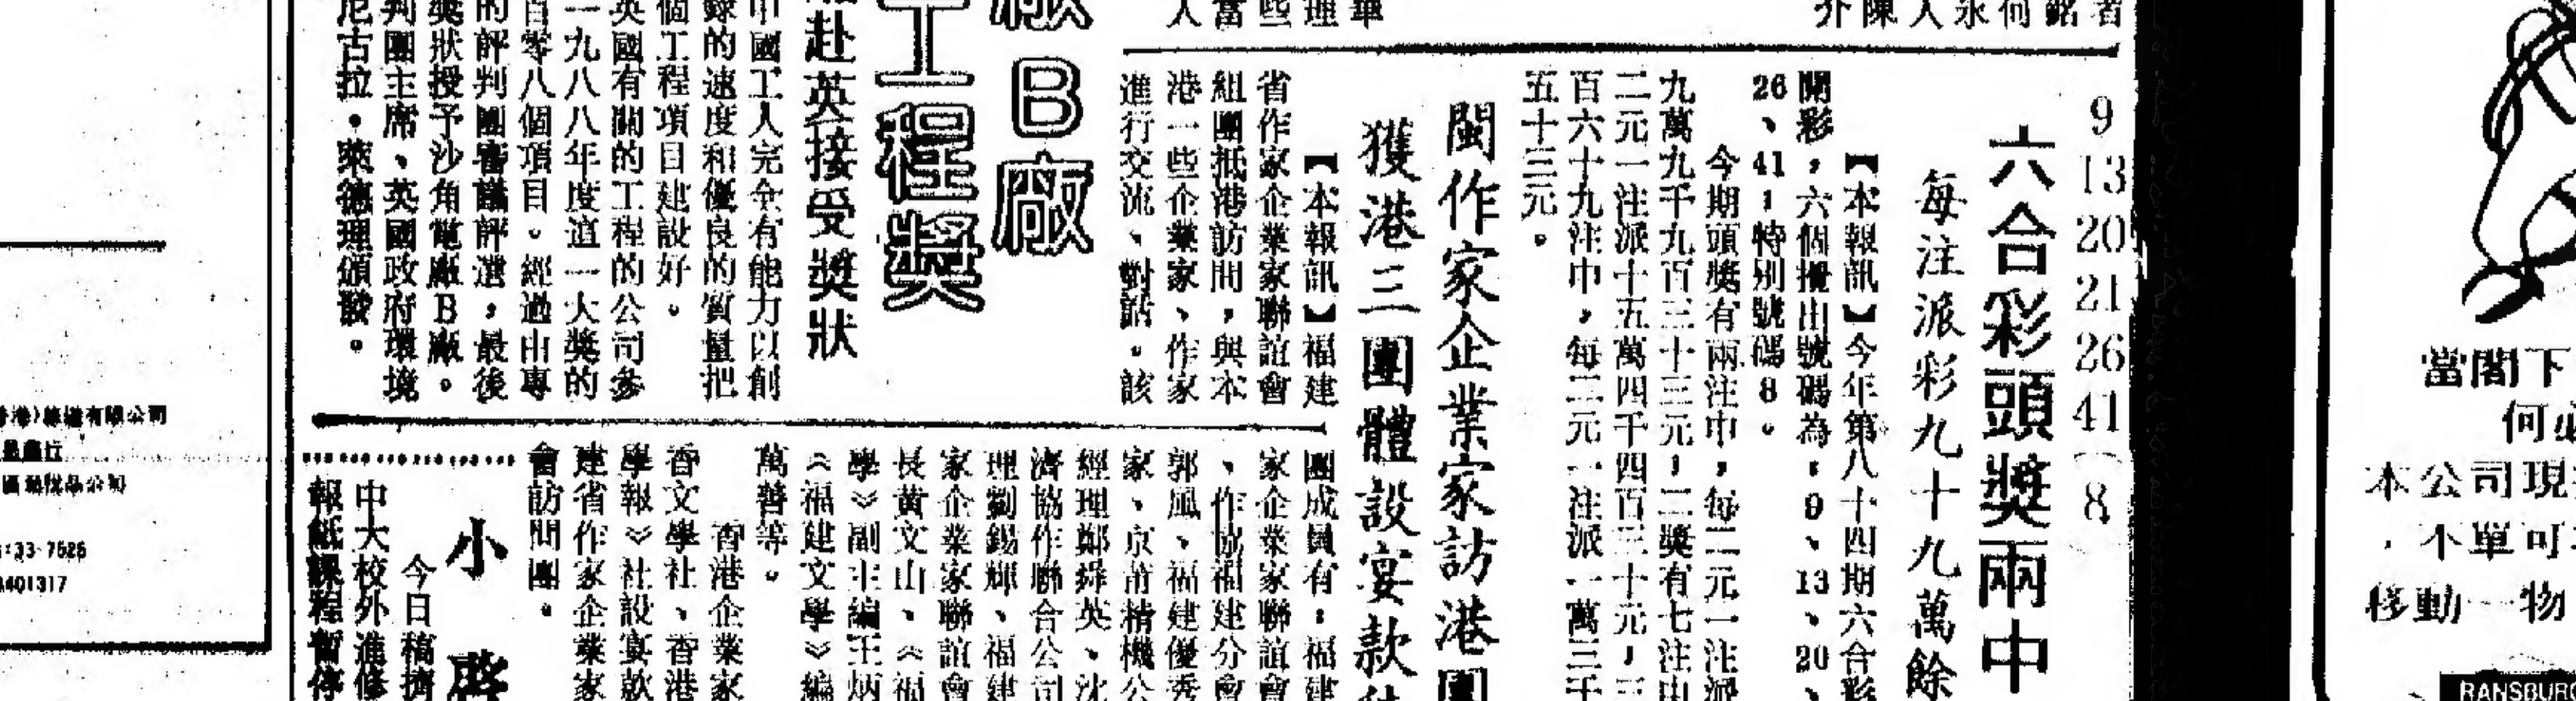 9 13 20 21 26 41 (8
六合彩頭獎兩中
每注派彩九十九萬餘
【本報訊】今年第八十四期六合彩
開彩，六個攪出號碼為：9、13、20、
26、41；特別號碼8。
今期頭獎有兩注中，每二元一注派
九萬九千九百三十三元；二獎有七注中
二元一注派十五萬四千四百三十元；三
百六十九注中，每二元一注派一萬三千
五十三元。
閩作家企業家訪港團
獲港三團體設宴款
【本報訊】福建
省作家企業家聯誼會
組團抵港訪問，與本
港一些企業家、作家
進行交流、對話。該
團成員有：福建
家企業家聯誼會
、作協福建分會
郭風、福建優秀
家、京甫精機公
經理鄭舜英、沈
濟協作聯合公司
理劉錫輝、福建
家企業家聯誼會
長黃文山、《福
學》副主編王炳
《福建文學》編
萬善等。
香港企業家
香文學社、香港
學報》社設宴款
建省作家企業家
會訪問團。
B廠
工程獎
赴英接受獎狀
中國工人完全有能力以創
錄的速度和優良的質量把
個工程項目建設好。
英國有關的工程的公司參
一九八八年度這一大獎的
百零八個項目。經過由專
的評判團審議評選，最後
獎狀授予沙角電廠B廠。
判團主席、英國政府環境
尼古拉·萊德理頒發。
小啟
今日稿擠
中大校外進修
報紙課程暫停
有限公司
33-7626
401317
當閣下
何必
本公司現
，不單可
移動一物
RANSBURG